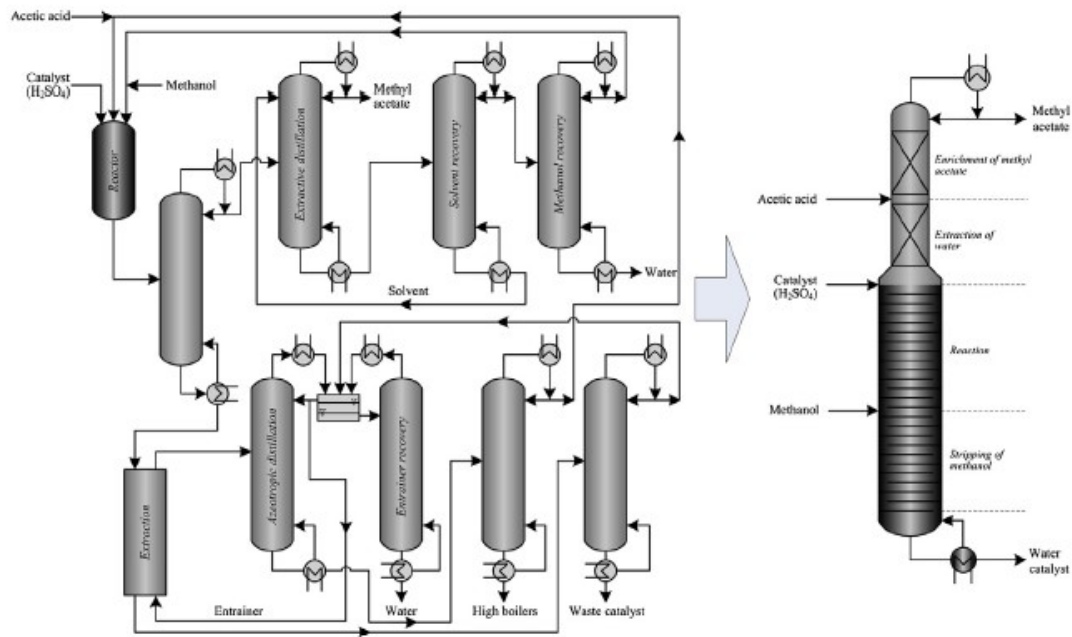 Acetic acid
Catalyst
(H₂SO₄)
Methanol
Reactor
Extractive distillation
Methyl
acetate
Solvent recovery
Methanol recovery
Water
Solvent
Extraction
Azeotropic distillation
Entrainer recovery
Entrainer
Water
High boilers
Waste catalyst
Methyl
acetate
Enrichment of methyl
acetate
Acetic acid
Extraction of
water
Catalyst
(H₂SO₄)
Reaction
Methanol
Stripping of
methanol
Water
catalyst